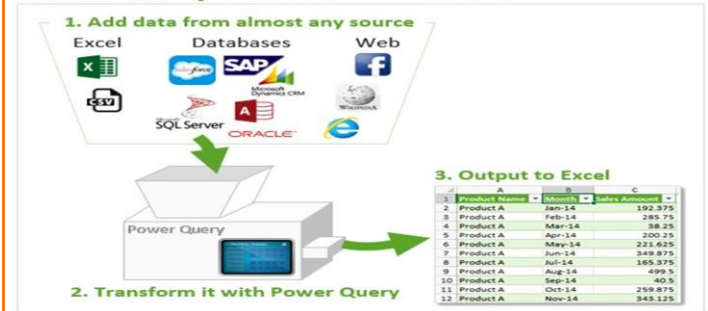 1. Add data from almost any source
Excel Databases Web
X
salesforce
SAP
f
CSV
Microsoft
Dynamics CRM
SQL Server
A
ORACLE
WIKIPEDIA
e
3. Output to Excel
A B C
1 Product Name Month Sales Amount
2 Product A Jan-14 192.375
3 Product A Feb-14 285.75
4 Product A Mar-14 38.25
5 Product A Apr-14 200.25
6 Product A May-14 221.625
7 Product A Jun-14 349.875
8 Product A Jul-14 165.375
9 Product A Aug-14 499.5
10 Product A Sep-14 40.5
11 Product A Oct-14 259.875
12 Product A Nov-14 343.125
Power Query
2. Transform it with Power Query